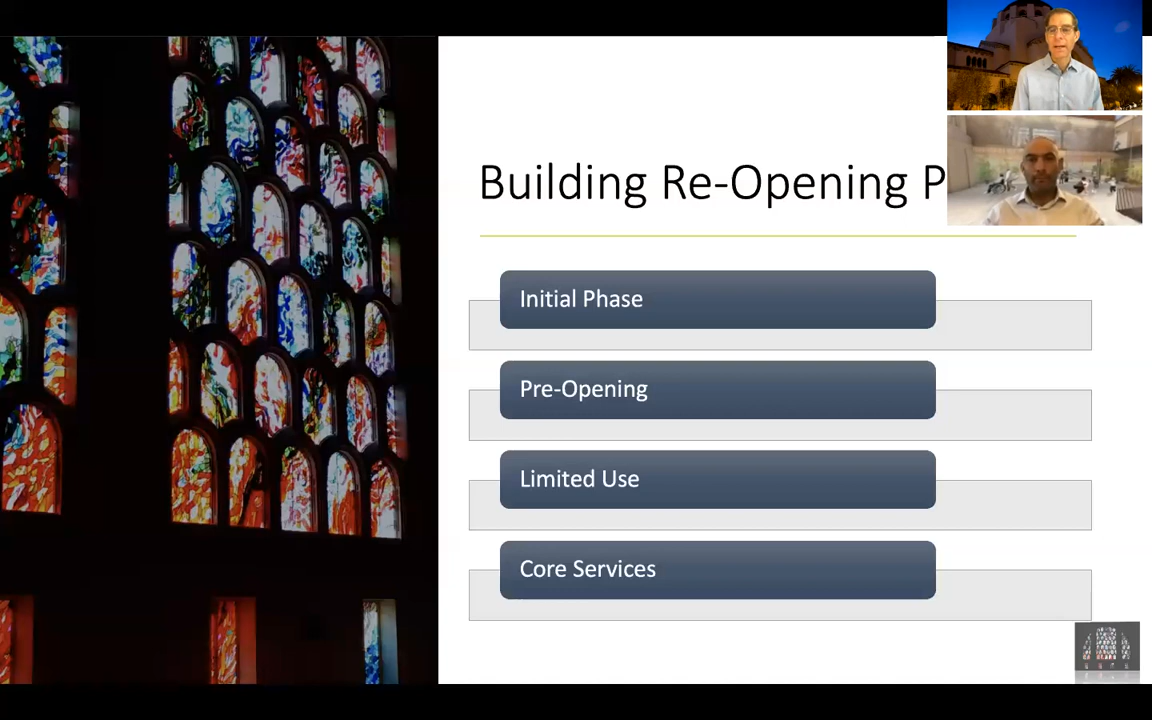 Building Re-Opening P
Initial Phase
Pre-Opening
Limited Use
Core Services